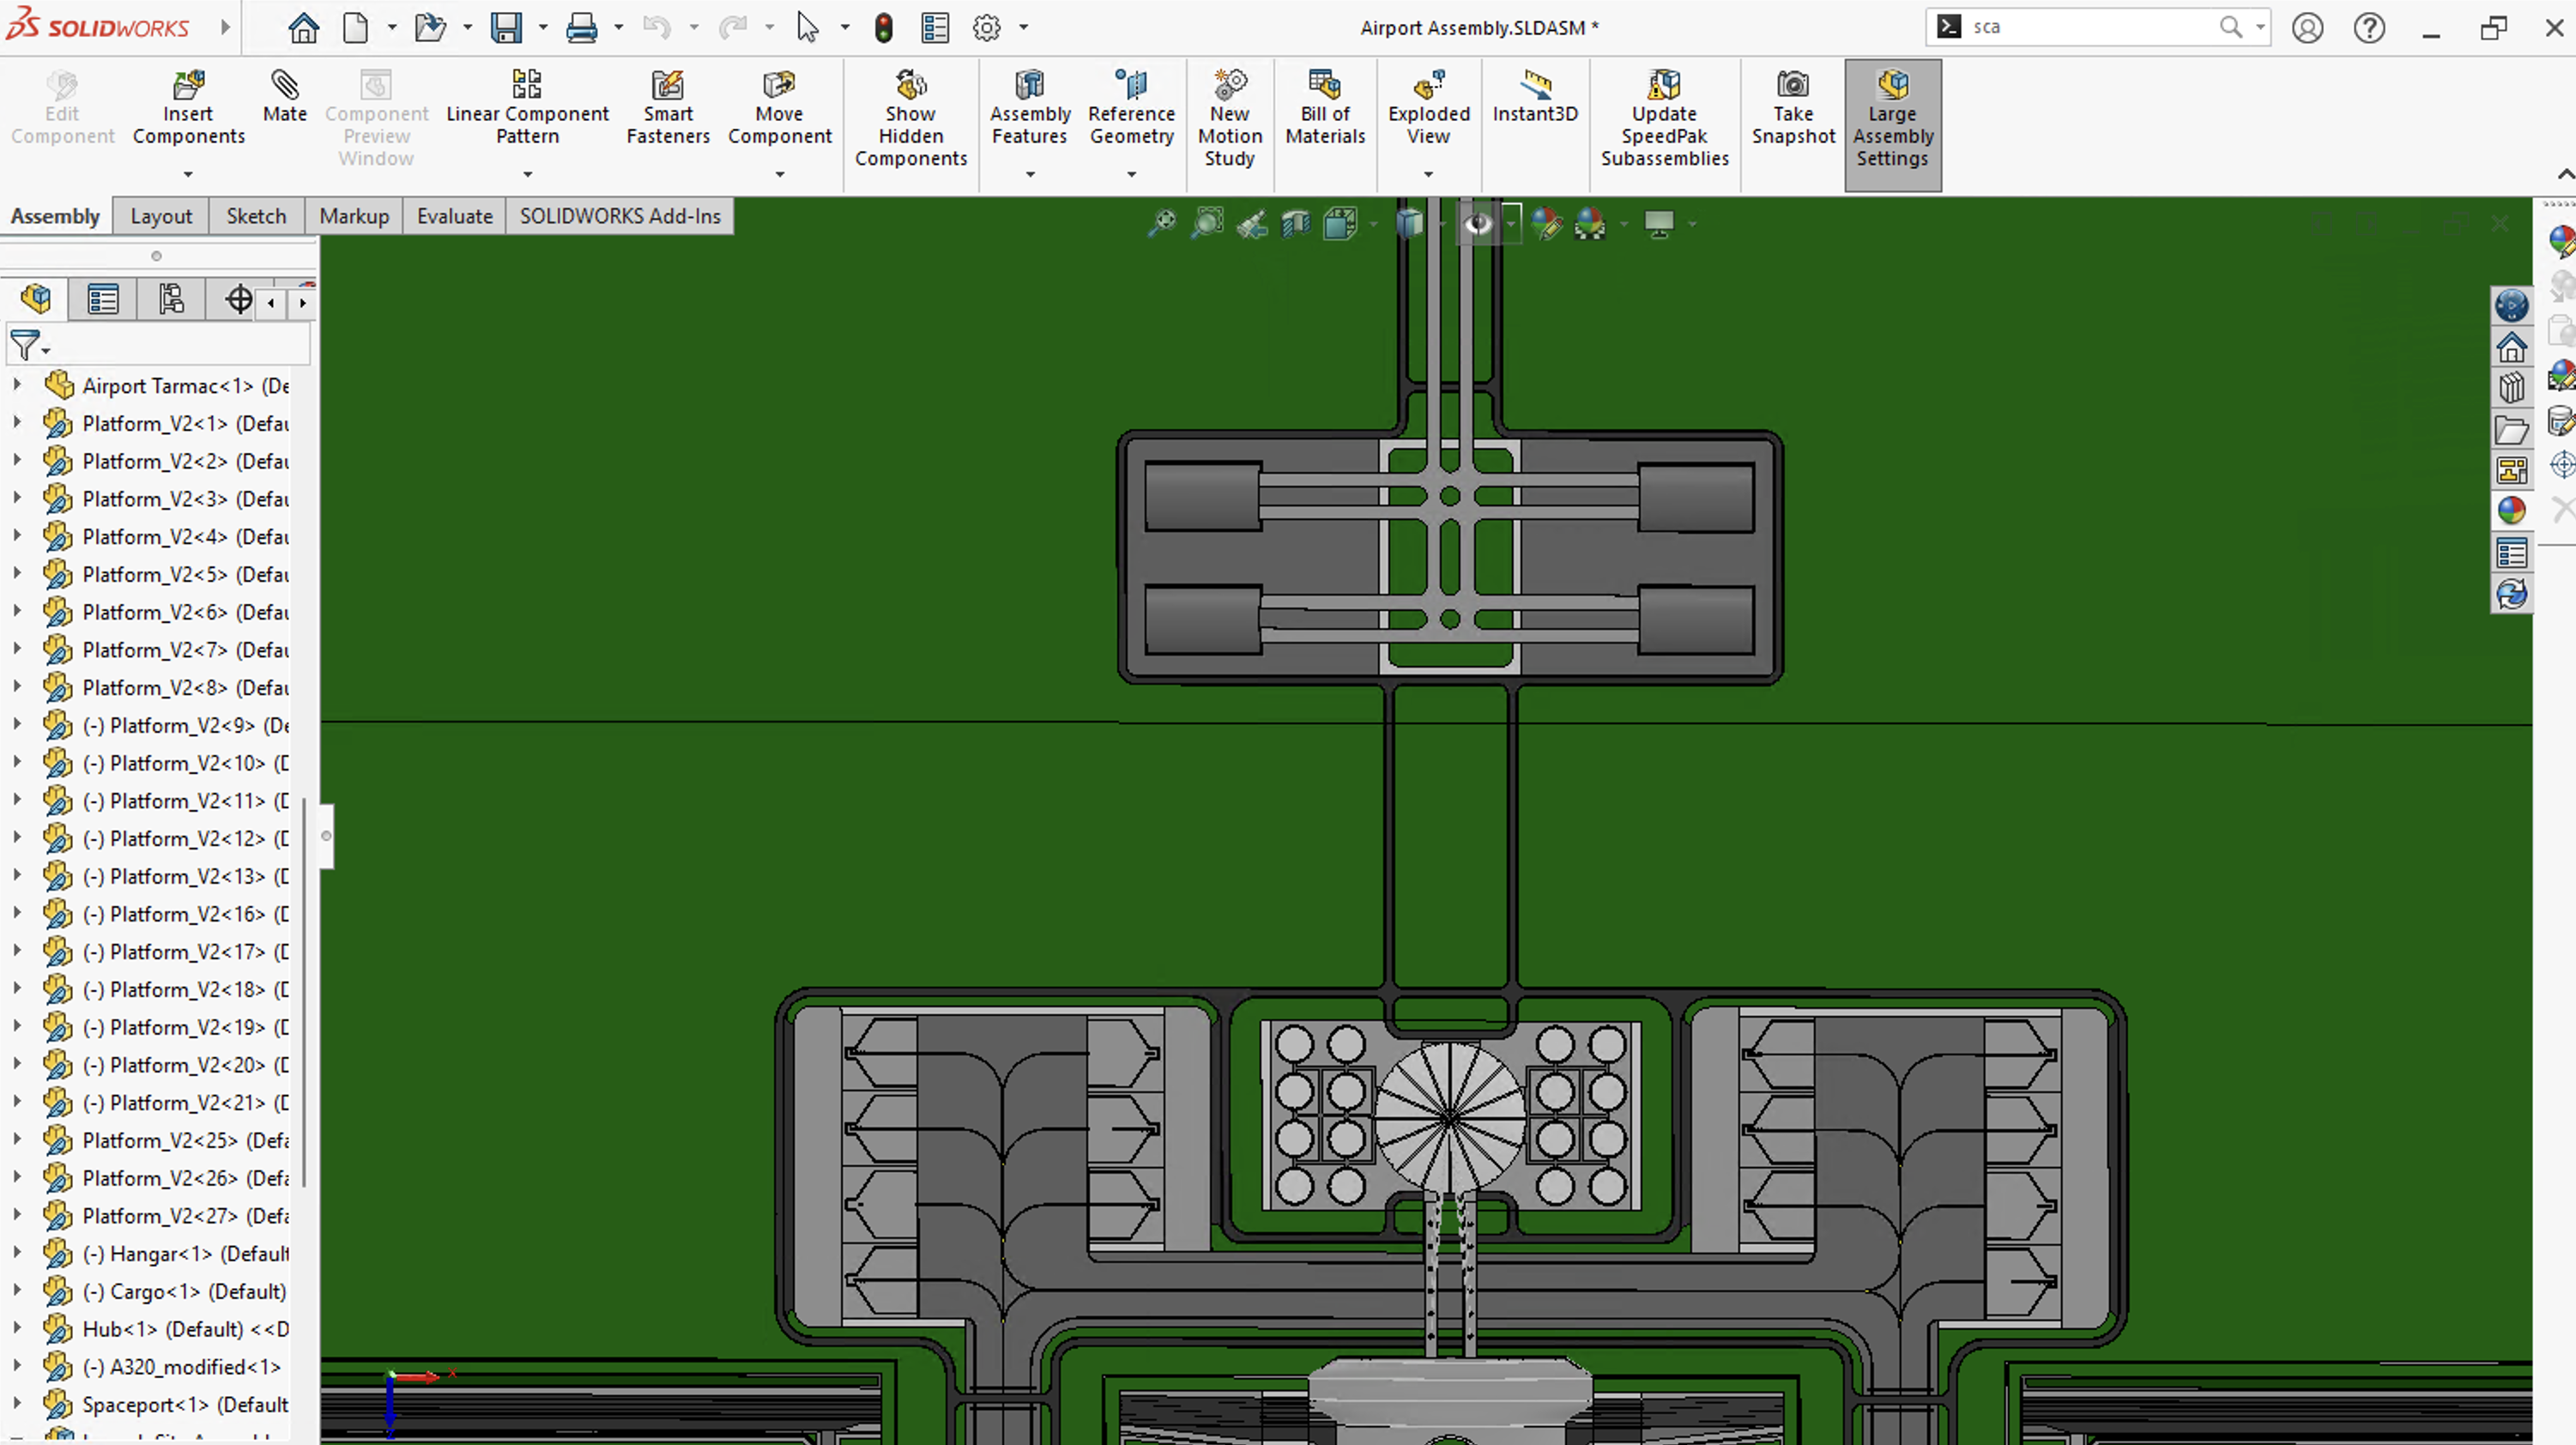 SOLIDWORKS
Airport Assembly.SLDASM *
sca
Edit Component
Insert Components
Mate
Component Preview Window
Linear Component Pattern
Smart Fasteners
Move Component
Show Hidden Components
Assembly Features
Reference Geometry
New Motion Study
Bill of Materials
Exploded View
Instant3D
Update SpeedPak Subassemblies
Take Snapshot
Large Assembly Settings
Assembly
Layout
Sketch
Markup
Evaluate
SOLIDWORKS Add-Ins
Airport Tarmac<1> (De
Platform_V2<1> (Defau
Platform_V2<2> (Defau
Platform_V2<3> (Defau
Platform_V2<4> (Defau
Platform_V2<5> (Defau
Platform_V2<6> (Defau
Platform_V2<7> (Defau
Platform_V2<8> (Defau
(-) Platform_V2<9> (De
(-) Platform_V2<10> (D
(-) Platform_V2<11> (D
(-) Platform_V2<12> (D
(-) Platform_V2<13> (D
(-) Platform_V2<16> (D
(-) Platform_V2<17> (D
(-) Platform_V2<18> (D
(-) Platform_V2<19> (D
(-) Platform_V2<20> (D
(-) Platform_V2<21> (D
Platform_V2<25> (Defa
Platform_V2<26> (Defa
Platform_V2<27> (Defa
(-) Hangar<1> (Default
(-) Cargo<1> (Default)
Hub<1> (Default) <<D
(-) A320_modified<1>
Spaceport<1> (Default
X